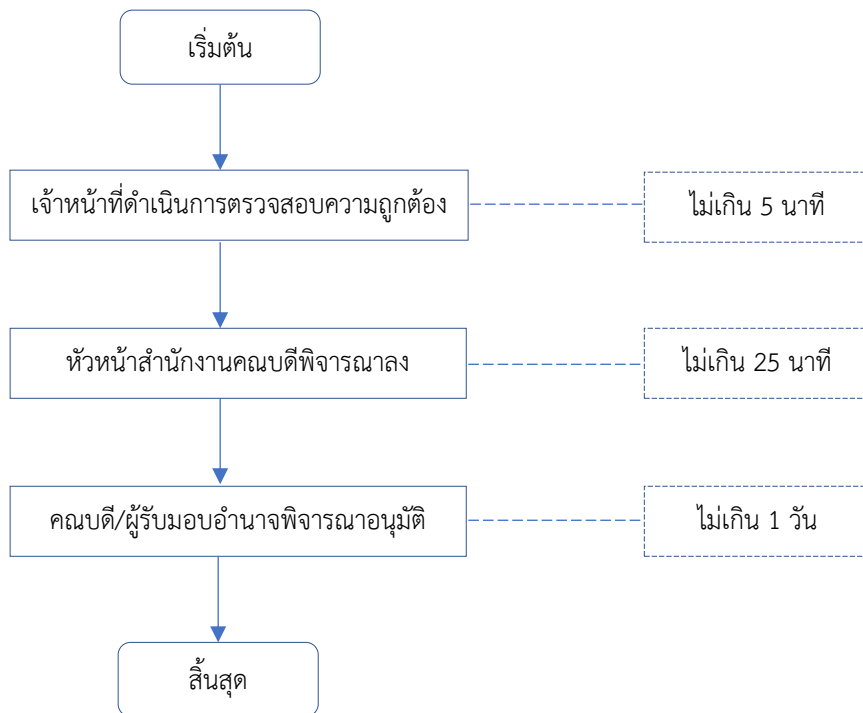 เริ่มต้น
เจ้าหน้าที่ดำเนินการตรวจสอบความถูกต้อง
ไม่เกิน 5 นาที
หัวหน้าสำนักงานคณบดีพิจารณาลง
ไม่เกิน 25 นาที
คณบดี/ผู้รับมอบอำนาจพิจารณาอนุมัติ
ไม่เกิน 1 วัน
สิ้นสุด